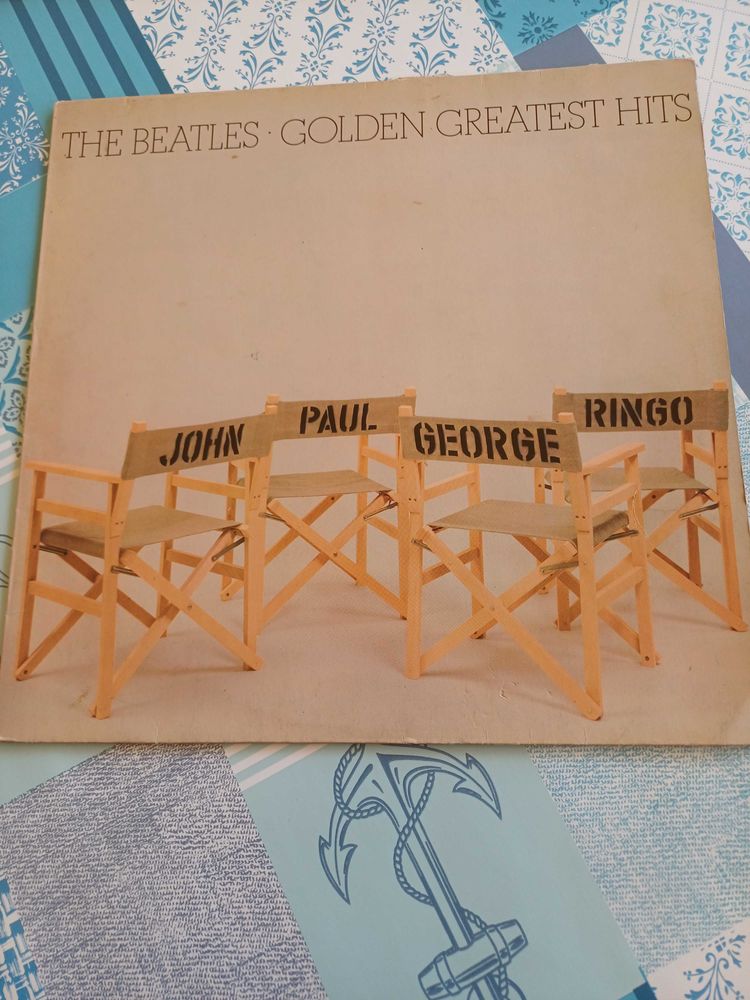 THE BEATLES · GOLDEN GREATEST HITS
JOHN
PAUL
GEORGE
RINGO